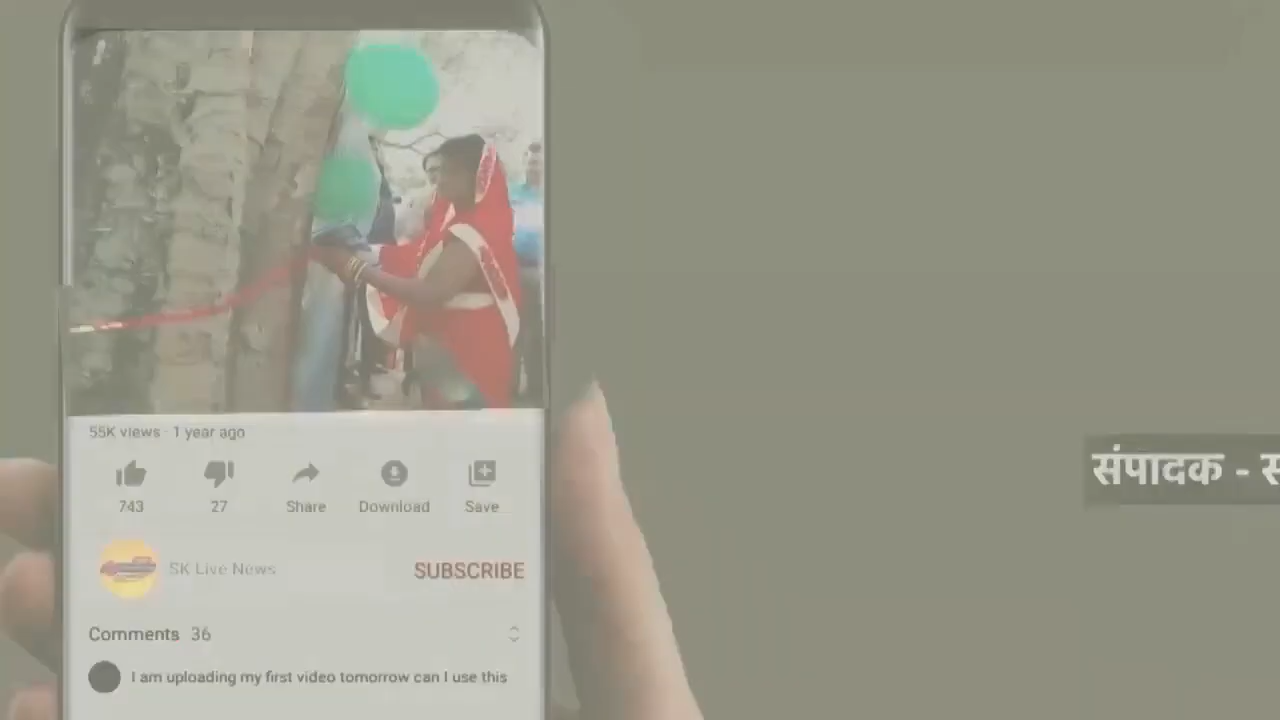 55K views · 1 year ago
743
27
Share
Download
Save
SK Live News
SUBSCRIBE
Comments 36
I am uploading my first video tomorrow can I use this
संपादक -